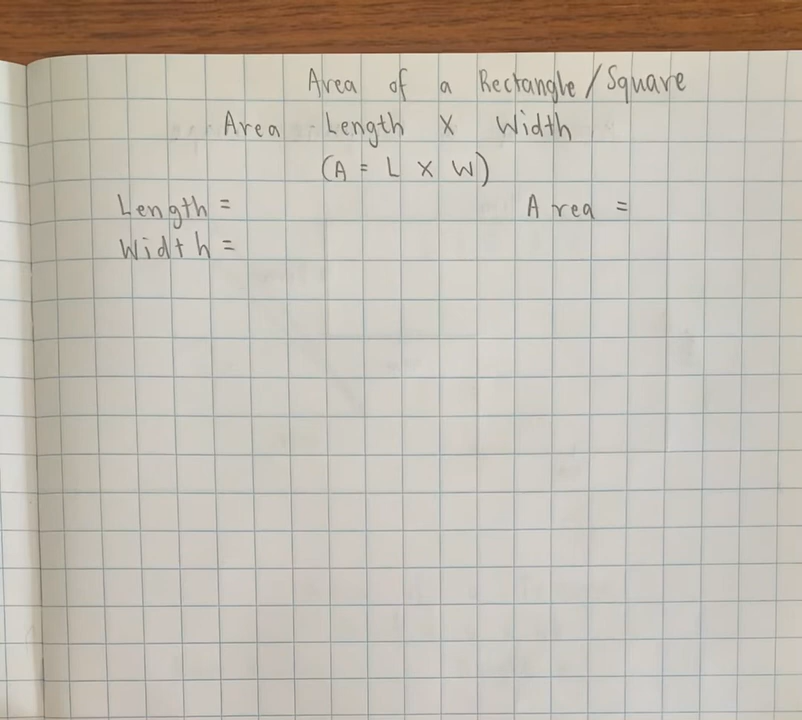 Area of a Rectangle/Square
Area Length X Width
(A = L X W)
Length = Area =
Width =